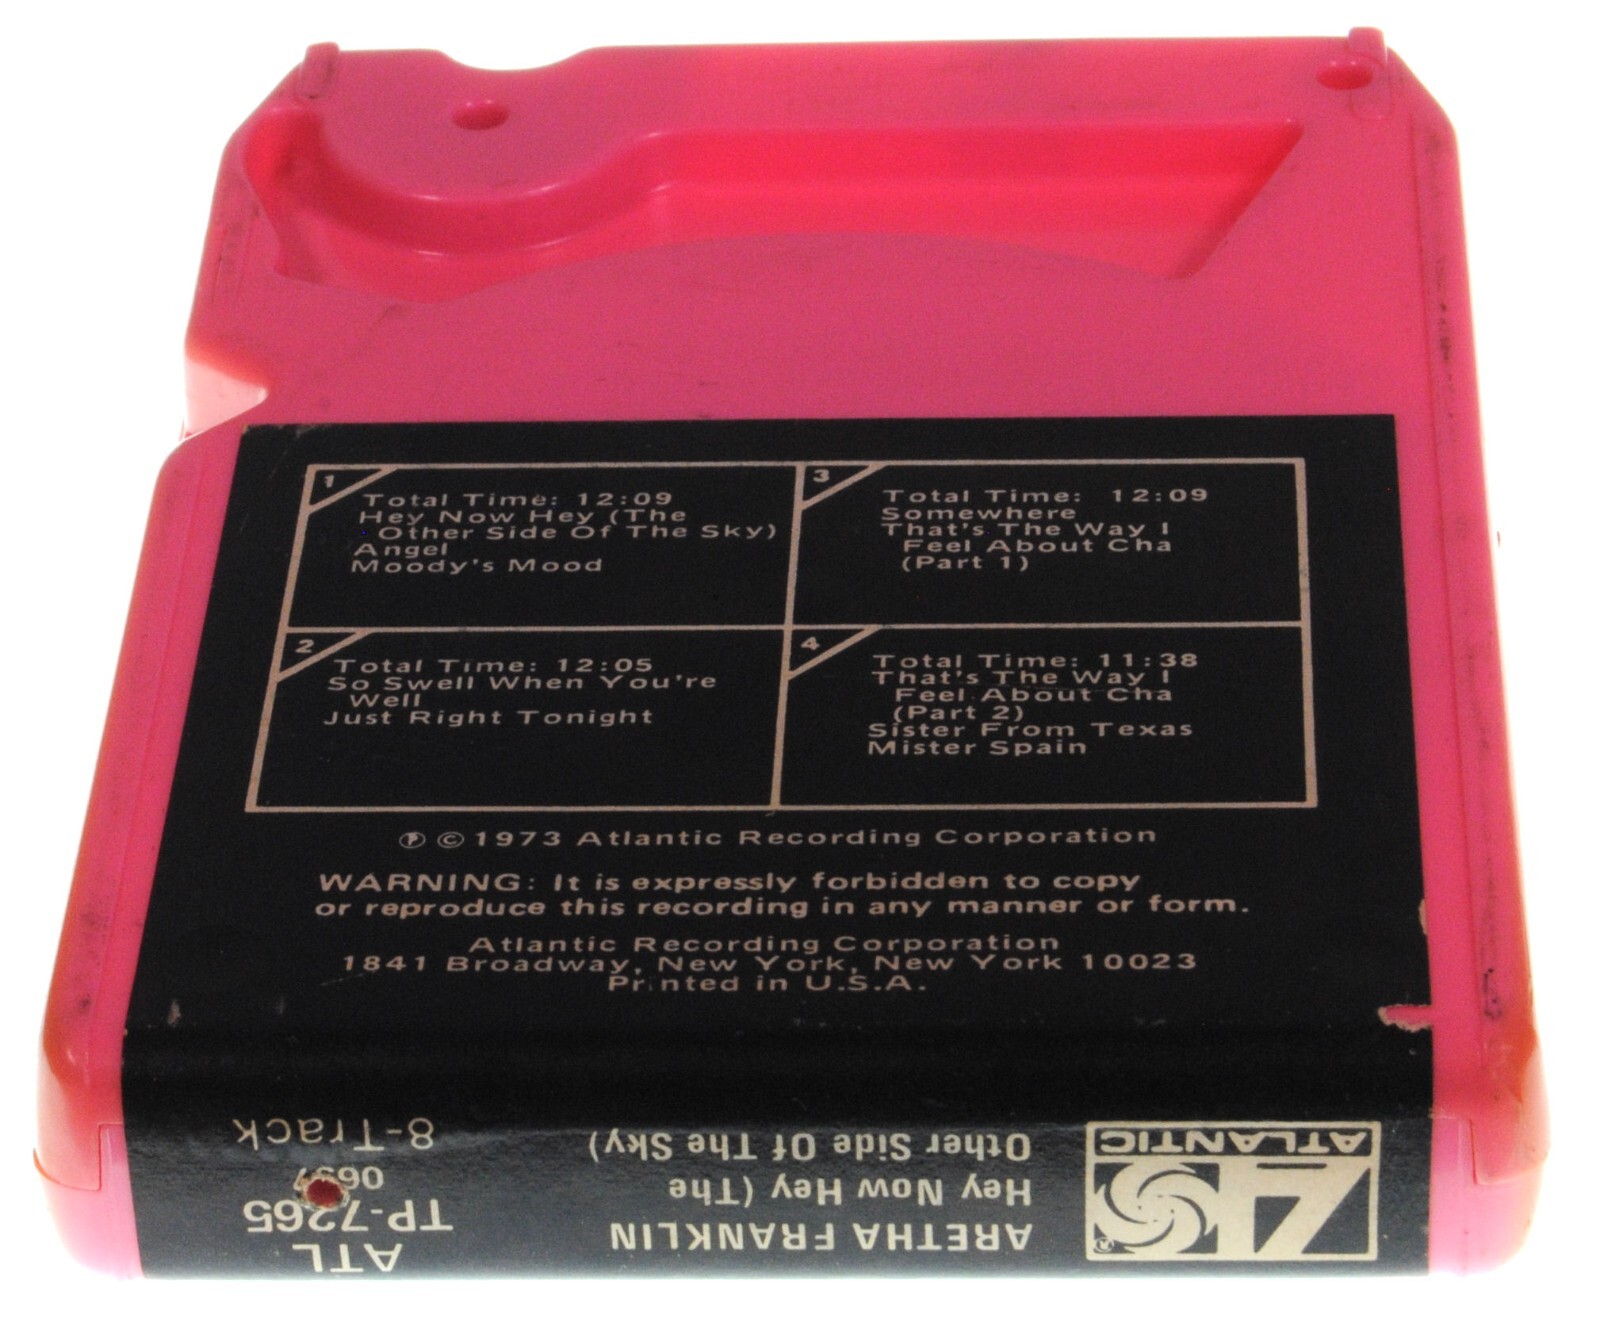 1
Total Time: 12:09
Hey Now Hey (The
Other Side Of The Sky)
Angel
Moody's Mood
2
Total Time: 12:05
So Swell When You're
Well
Just Right Tonight
3
Total Time: 12:09
Somewhere
That's The Way I
Feel About Cha
(Part 1)
4
Total Time: 11:38
That's The Way I
Feel About Cha
(Part 2)
Sister From Texas
Mister Spain
℗ © 1973 Atlantic Recording Corporation
WARNING: It is expressly forbidden to copy
or reproduce this recording in any manner or form.
Atlantic Recording Corporation
1841 Broadway, New York, New York 10023
Printed in U.S.A.
ATLANTIC
®
ARETHA FRANKLIN
Hey Now Hey (The
Other Side Of The Sky)
ATL
TP-7265
0697
8-Track